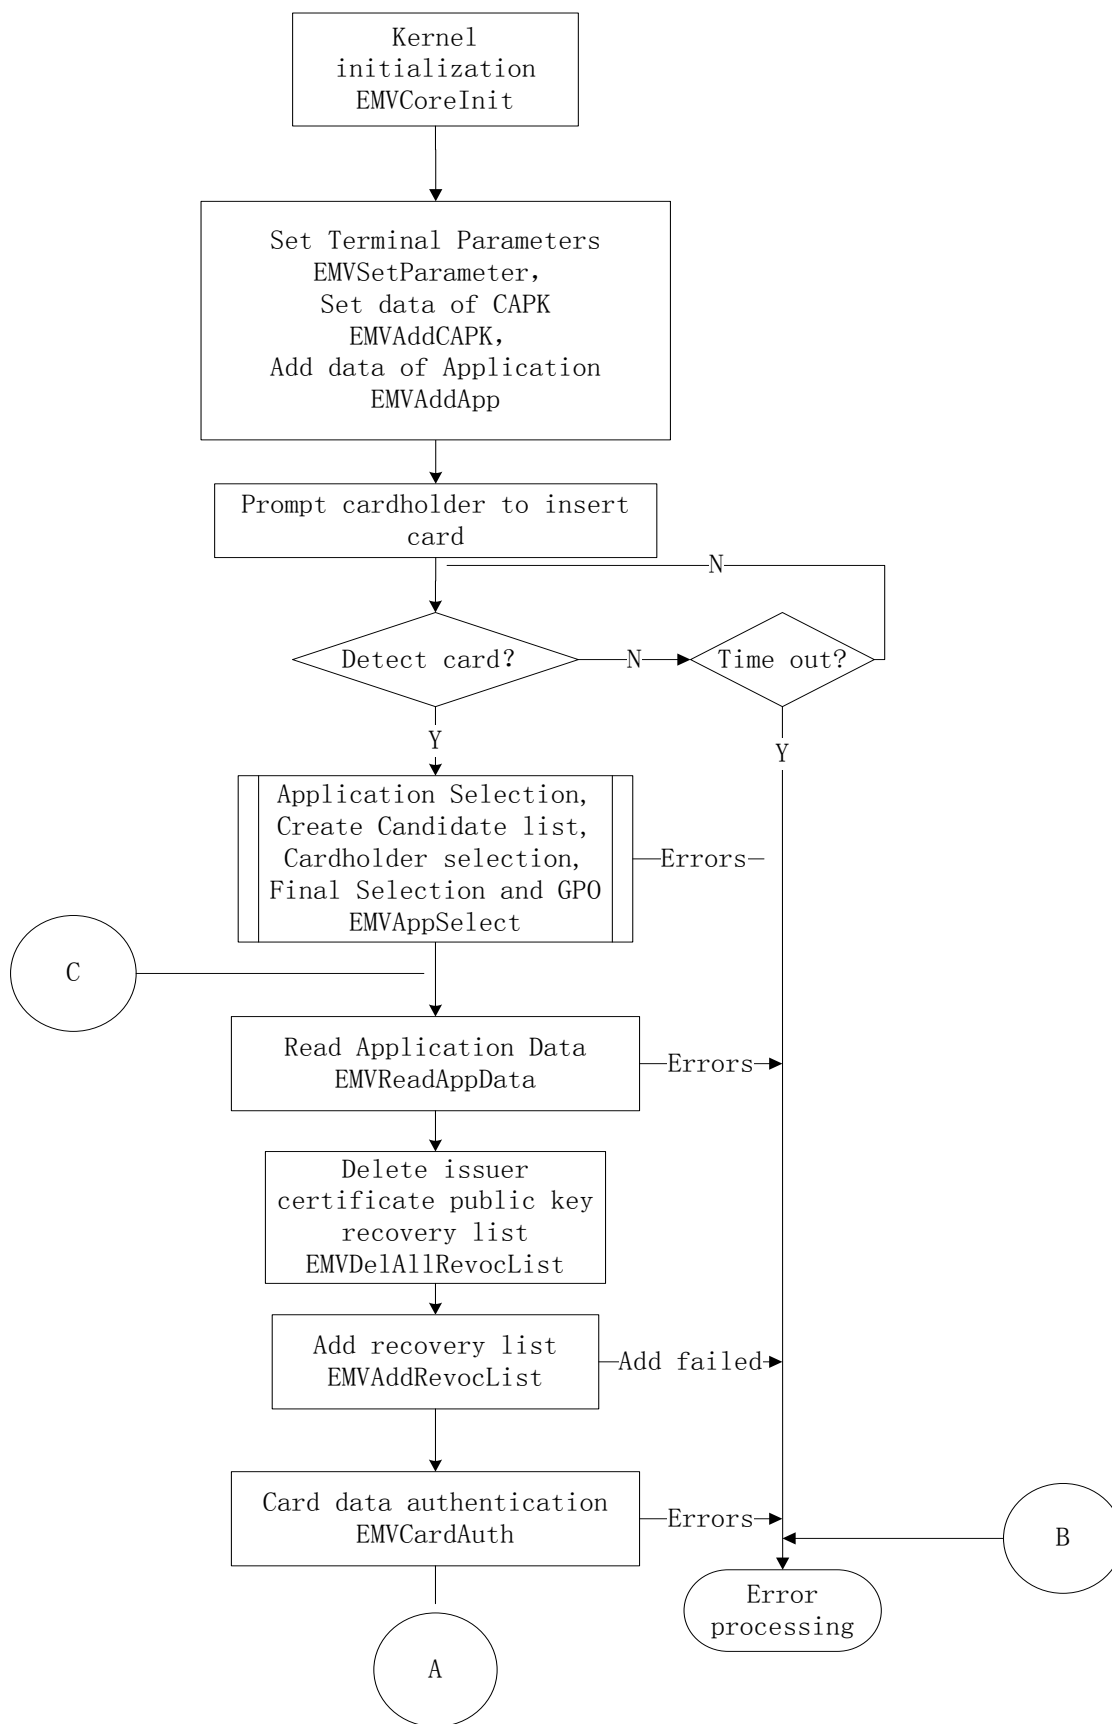 Kernel
initialization
EMVCoreInit
Set Terminal Parameters
EMVSetParameter，
Set data of CAPK
EMVAddCAPK，
Add data of Application
EMVAddApp
Prompt cardholder to insert
card
N
Detect card?
N
Time out?
Y
Y
Application Selection,
Create Candidate list,
Cardholder selection,
Final Selection and GPO
EMVAppSelect
Errors
C
Read Application Data
EMVReadAppData
Errors
Delete issuer
certificate public key
recovery list
EMVDelAllRevocList
Add recovery list
EMVAddRevocList
Add failed
Card data authentication
EMVCardAuth
Errors
B
Error
processing
A